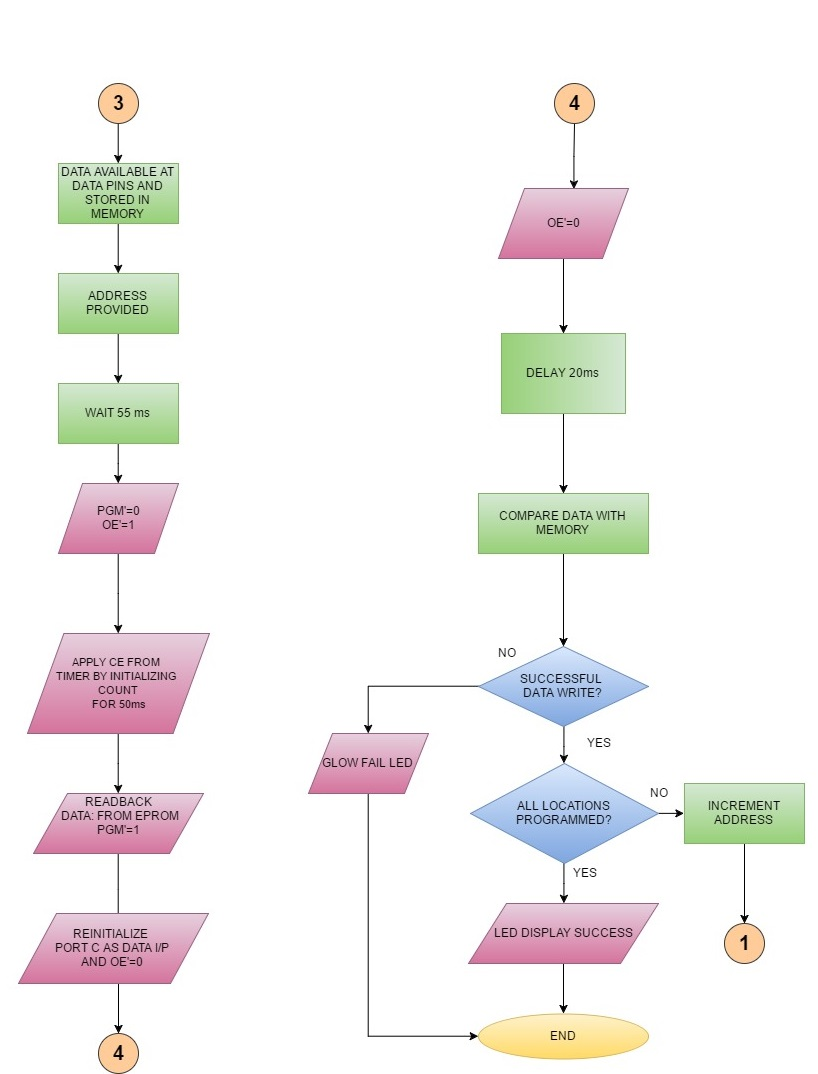 3
DATA AVAILABLE AT
DATA PINS AND
STORED IN
MEMORY
ADDRESS
PROVIDED
WAIT 55 ms
PGM'=0
OE'=1
APPLY CE FROM
TIMER BY INITIALIZING
COUNT
FOR 50ms
READBACK
DATA: FROM EPROM
PGM'=1
REINITIALIZE
PORT C AS DATA I/P
AND OE'=0
4
4
OE'=0
DELAY 20ms
COMPARE DATA WITH
MEMORY
NO
SUCCESSFUL
DATA WRITE?
YES
GLOW FAIL LED
ALL LOCATIONS
PROGRAMMED?
NO
INCREMENT
ADDRESS
YES
LED DISPLAY SUCCESS
1
END